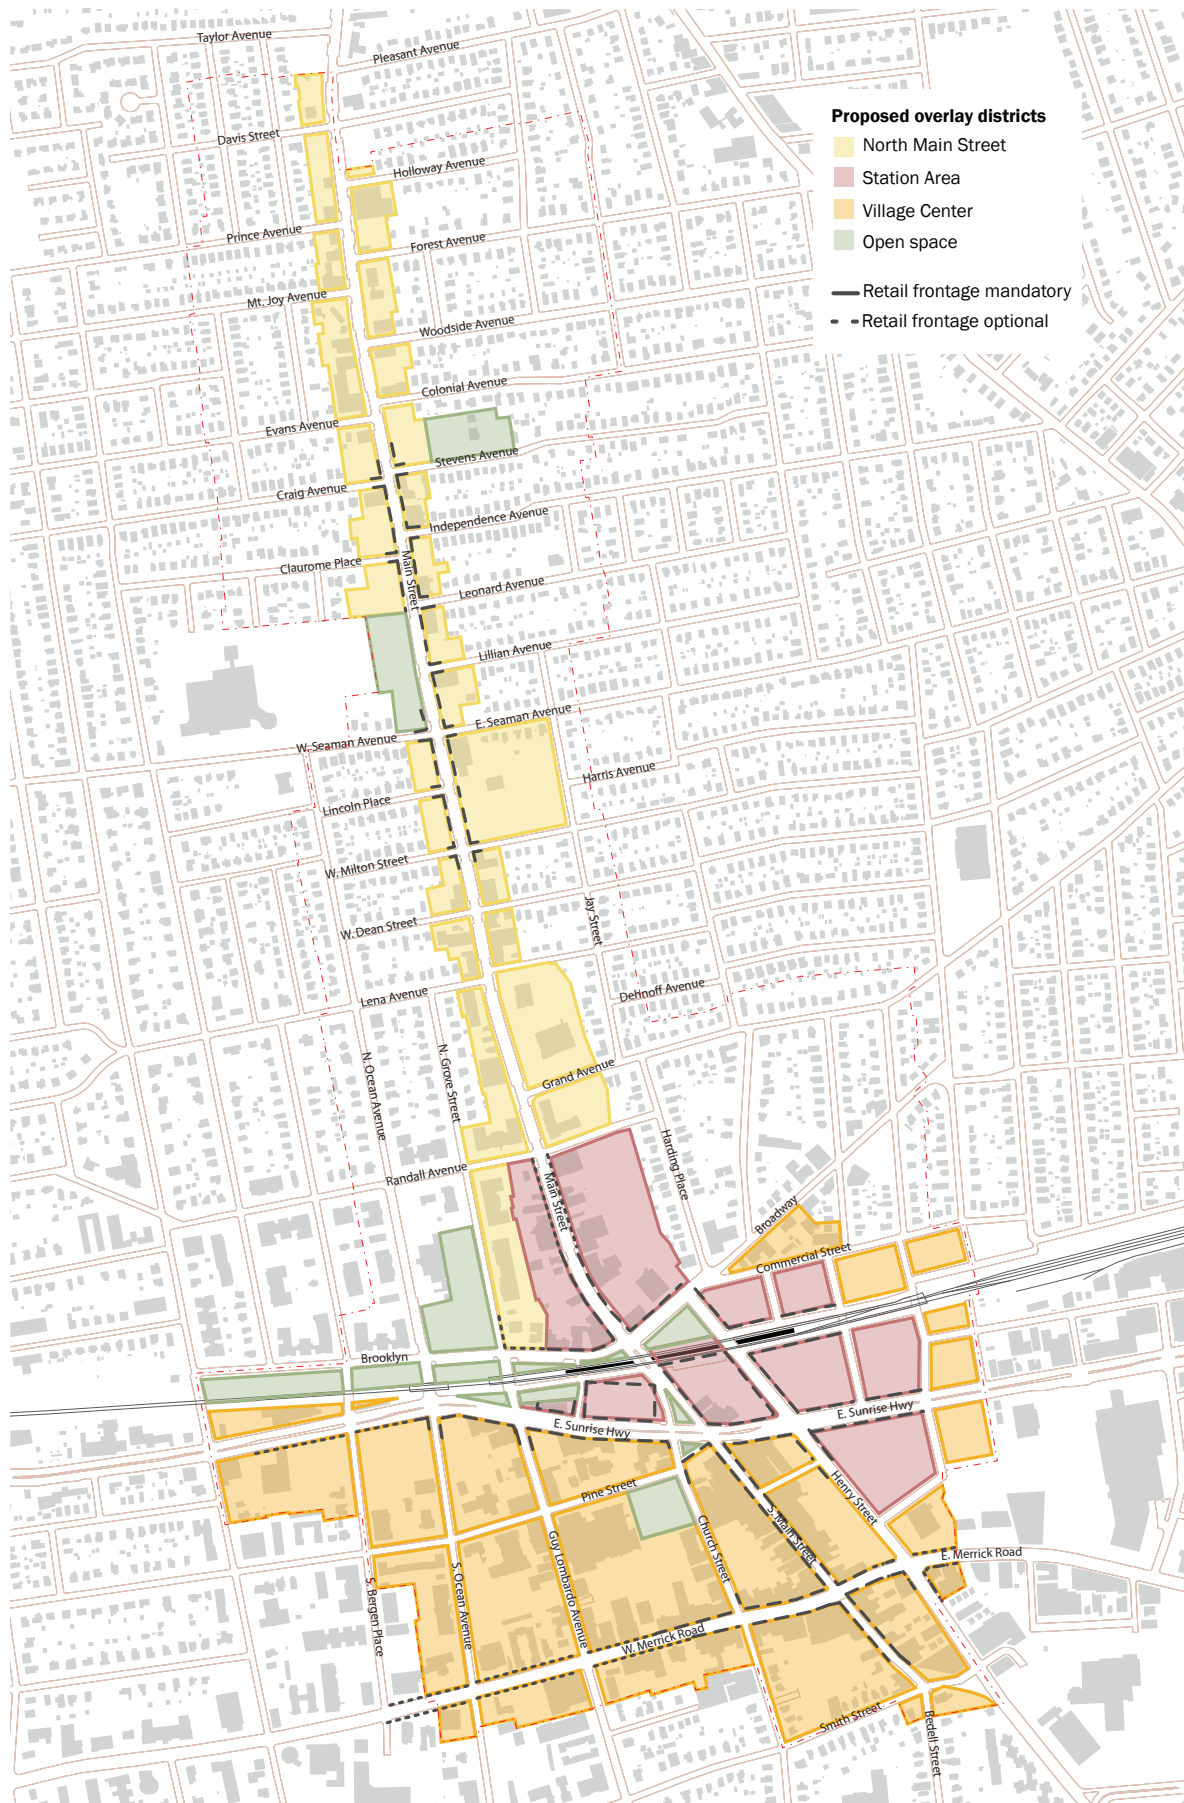 Taylor Avenue
Pleasant Avenue
Proposed overlay districts
North Main Street
Station Area
Village Center
Open space
Retail frontage mandatory
Retail frontage optional
Davis Street
Holloway Avenue
Prince Avenue
Forest Avenue
Mt. Joy Avenue
Woodside Avenue
Colonial Avenue
Evans Avenue
Stevens Avenue
Craig Avenue
Independence Avenue
Main Street
Claurome Place
Leonard Avenue
Lillian Avenue
E. Seaman Avenue
W. Seaman Avenue
Harris Avenue
Lincoln Place
W. Milton Street
Jay Street
W. Dean Street
Lena Avenue
Dehnoff Avenue
N. Ocean Avenue
N. Grove Street
Grand Avenue
Harding Place
Randall Avenue
Main Street
Broadway
Commercial Street
Brooklyn
E. Sunrise Hwy
E. Sunrise Hwy
Pine Street
Henry Street
S. Main Street
Church Street
Guy Lombardo Avenue
S. Ocean Avenue
S. Bergen Place
E. Merrick Road
W. Merrick Road
Smith Street
Bedell Street